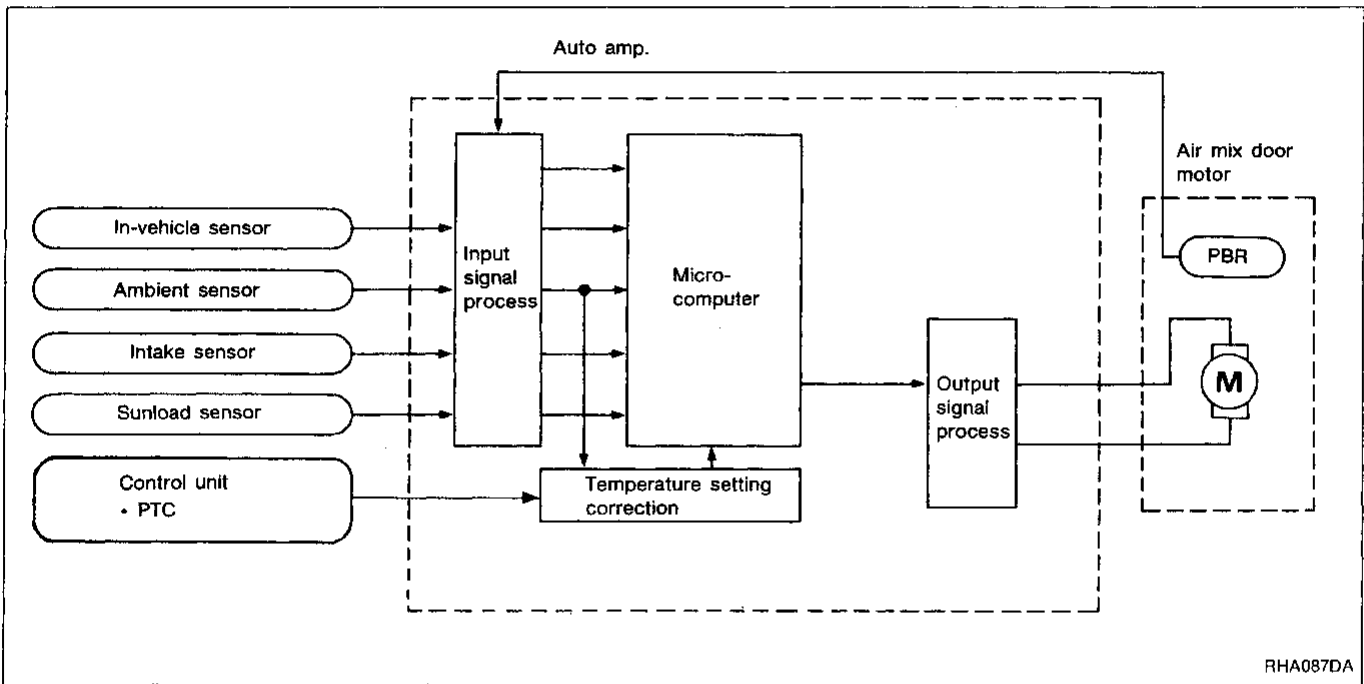 Auto amp.
Air mix door
motor
In-vehicle sensor
Ambient sensor
Intake sensor
Sunload sensor
Control unit
• PTC
Input
signal
process
Micro-
computer
Temperature setting
correction
Output
signal
process
PBR
M
RHA087DA